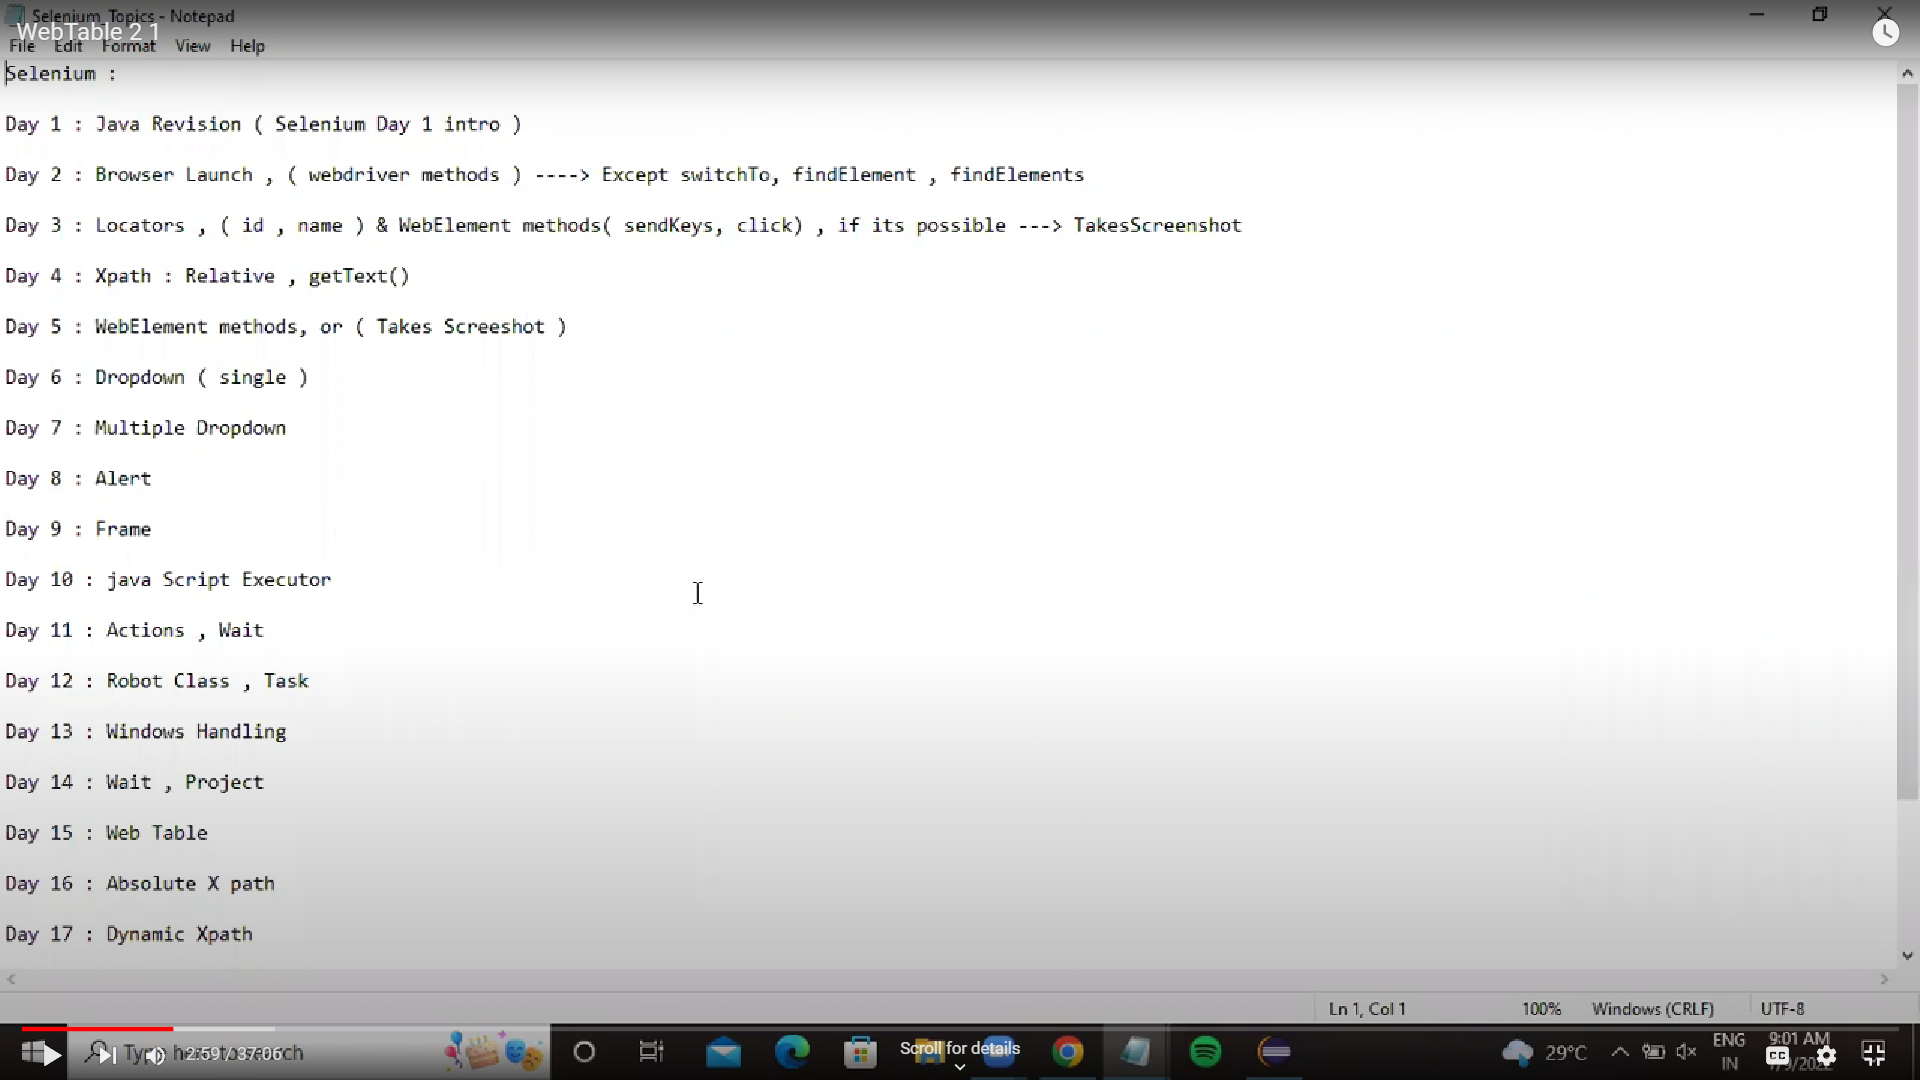 Selenium_Topics - Notepad
WebTable 2 1
File Edit Format View Help
Selenium :
Day 1 : Java Revision ( Selenium Day 1 intro )
Day 2 : Browser Launch , ( webdriver methods ) ----> Except switchTo, findElement , findElements
Day 3 : Locators , ( id , name ) & WebElement methods( sendKeys, click) , if its possible ---> TakesScreenshot
Day 4 : Xpath : Relative , getText()
Day 5 : WebElement methods, or ( Takes Screeshot )
Day 6 : Dropdown ( single )
Day 7 : Multiple Dropdown
Day 8 : Alert
Day 9 : Frame
Day 10 : java Script Executor
Day 11 : Actions , Wait
Day 12 : Robot Class , Task
Day 13 : Windows Handling
Day 14 : Wait , Project
Day 15 : Web Table
Day 16 : Absolute X path
Day 17 : Dynamic Xpath
Ln 1, Col 1 100% Windows (CRLF) UTF-8
Type here to search
2:59 / 37:06
Scroll for details
29°C
ENG
IN
9:01 AM
CC